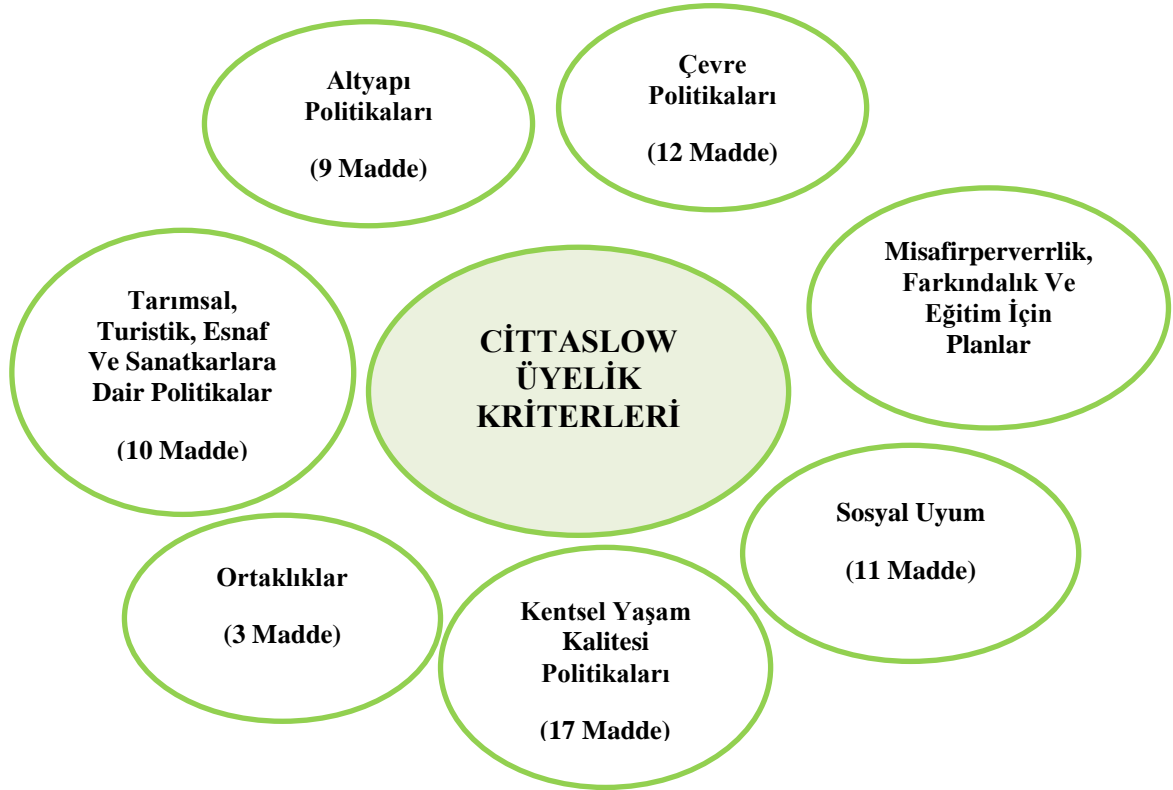 Altyapı
Politikaları
(9 Madde)
Çevre
Politikaları
(12 Madde)
Misafirperverrlik,
Farkındalık Ve
Eğitim İçin
Planlar
Tarımsal,
Turistik, Esnaf
Ve Sanatkarlara
Dair Politikalar
(10 Madde)
CİTTASLOW
ÜYELİK
KRİTERLERİ
Sosyal Uyum
(11 Madde)
Ortaklıklar
(3 Madde)
Kentsel Yaşam
Kalitesi
Politikaları
(17 Madde)